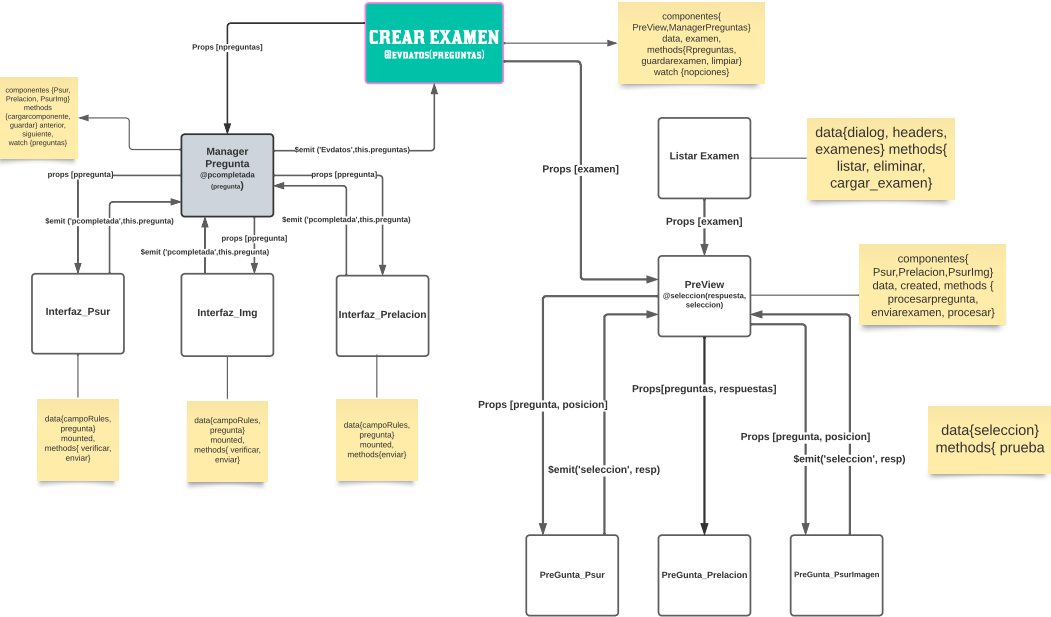 CREAR EXAMEN
@EVDATOS(PREGUNTAS)
componentes{
PreView,ManagerPreguntas}
data, examen,
methods{Rpreguntas,
guardarexamen, limpiar}
watch {nopciones}
Props [npreguntas]
componentes {Psur,
Prelacion, PsurImg}
methods
{cargarcomponente,
guardar} anterior,
siguiente,
watch {preguntas}
Manager
Pregunta
@pcompletada
(pregunta)
$emit ('Evdatos',this.preguntas)
props [ppregunta]
props [ppregunta]
$emit ('pcompletada',this.pregunta)
$emit ('pcompletada',this.pregunta)
props [ppregunta]
$emit ('pcompletada',this.pregunta)
Interfaz_Psur
Interfaz_Img
Interfaz_Prelacion
data{campoRules,
pregunta}
mounted,
methods{ verificar,
enviar}
data{campoRules,
pregunta}
mounted,
methods{ verificar,
enviar}
data{campoRules,
pregunta}
mounted,
methods{enviar}
Props [examen]
Listar Examen
data{dialog, headers,
examenes} methods{
listar, eliminar,
cargar_examen}
Props [examen]
PreView
@seleccion(respuesta,
seleccion)
componentes{
Psur,Prelacion,PsurImg}
data, created, methods {
procesarpregunta,
enviarexamen, procesar}
Props[preguntas, respuestas]
Props [pregunta, posicion]
Props [pregunta, posicion]
$emit('seleccion', resp)
$emit('seleccion', resp)
data{seleccion}
methods{ prueba
PreGunta_Psur
PreGunta_Prelacion
PreGunta_PsurImagen